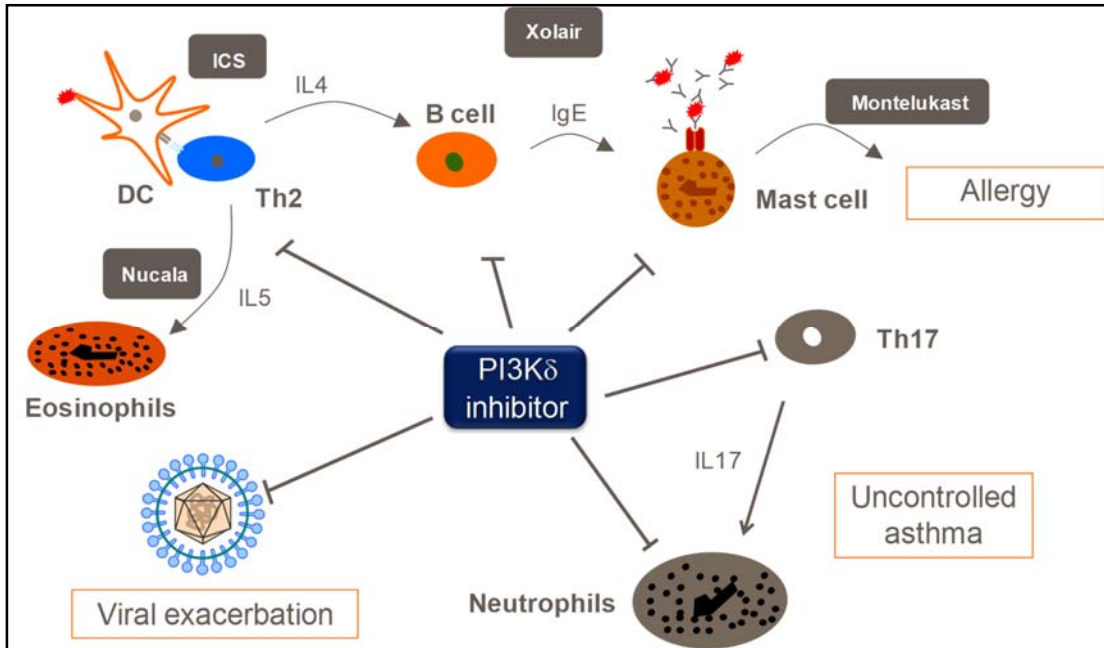 Xolair
ICS
IL4
B cell
IgE
Montelukast
DC
Th2
Mast cell
Allergy
Nucala
IL5
Eosinophils
PI3Kδ
inhibitor
Th17
IL17
Uncontrolled
asthma
Viral exacerbation
Neutrophils